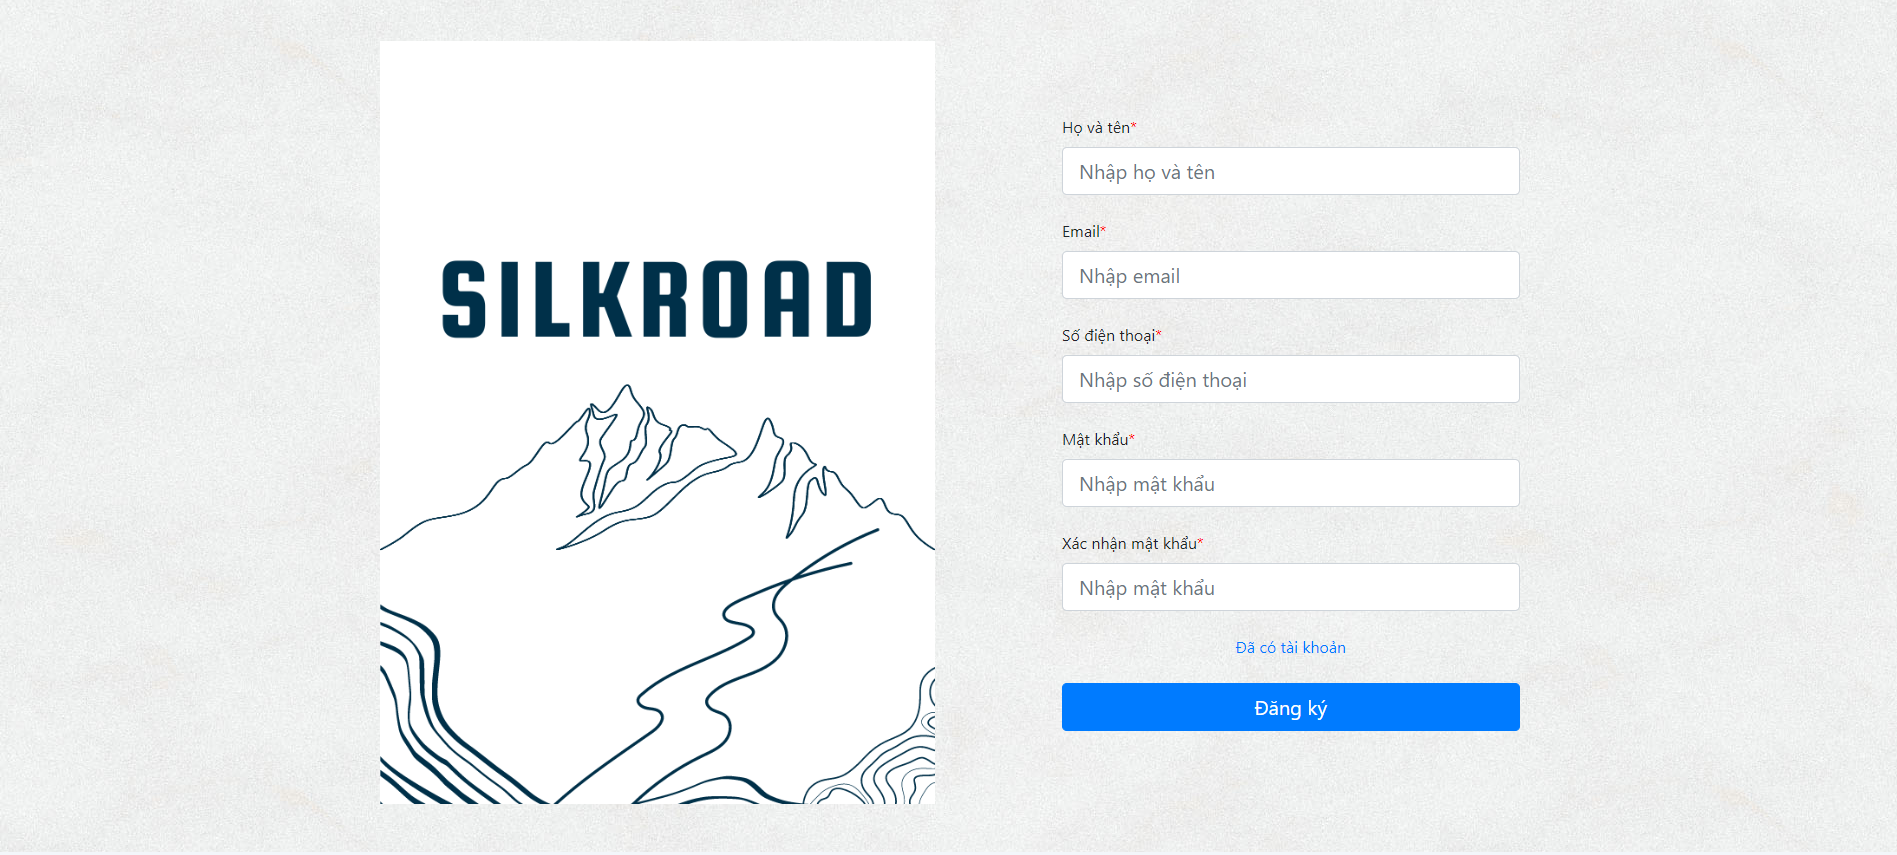 SILKROAD
Họ và tên*
Nhập họ và tên
Email*
Nhập email
Số điện thoại*
Nhập số điện thoại
Mật khẩu*
Nhập mật khẩu
Xác nhận mật khẩu*
Nhập mật khẩu
Đã có tài khoản
Đăng ký